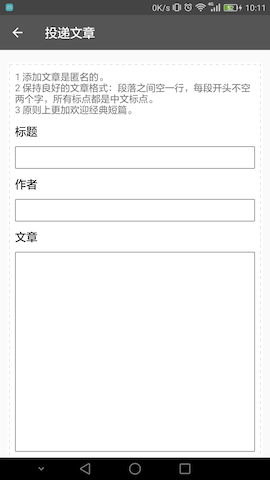 0K/s 10:11
投递文章
1 添加文章是匿名的。
2 保持良好的文章格式：段落之间空一行，每段开头不空
两个字，所有标点都是中文标点。
3 原则上更加欢迎经典短篇。
标题
作者
文章